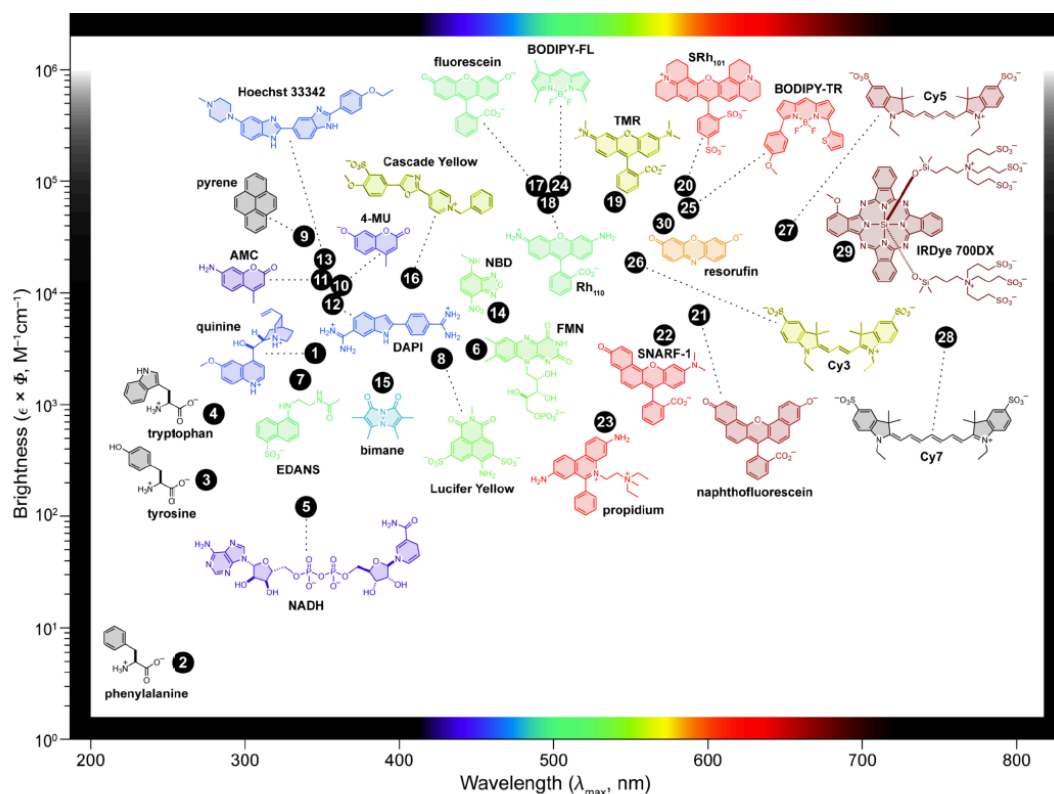 Brightness (ϵ × Φ, M⁻¹cm⁻¹)
10⁶
10⁵
10⁴
10³
10²
10¹
10⁰
200
300
400
500
600
700
800
Wavelength (λmax, nm)
Hoechst 33342
fluorescein
BODIPY-FL
SRh101
BODIPY-TR
Cy5
TMR
Cascade Yellow
pyrene
4-MU
AMC
NBD
Rh110
resorufin
IRDye 700DX
quinine
DAPI
FMN
SNARF-1
Cy3
tryptophan
EDANS
bimane
Lucifer Yellow
propidium
naphthofluorescein
Cy7
tyrosine
NADH
phenylalanine
1
2
3
4
5
6
7
8
9
10
11
12
13
14
15
16
17
18
19
20
21
22
23
24
25
26
27
28
29
30